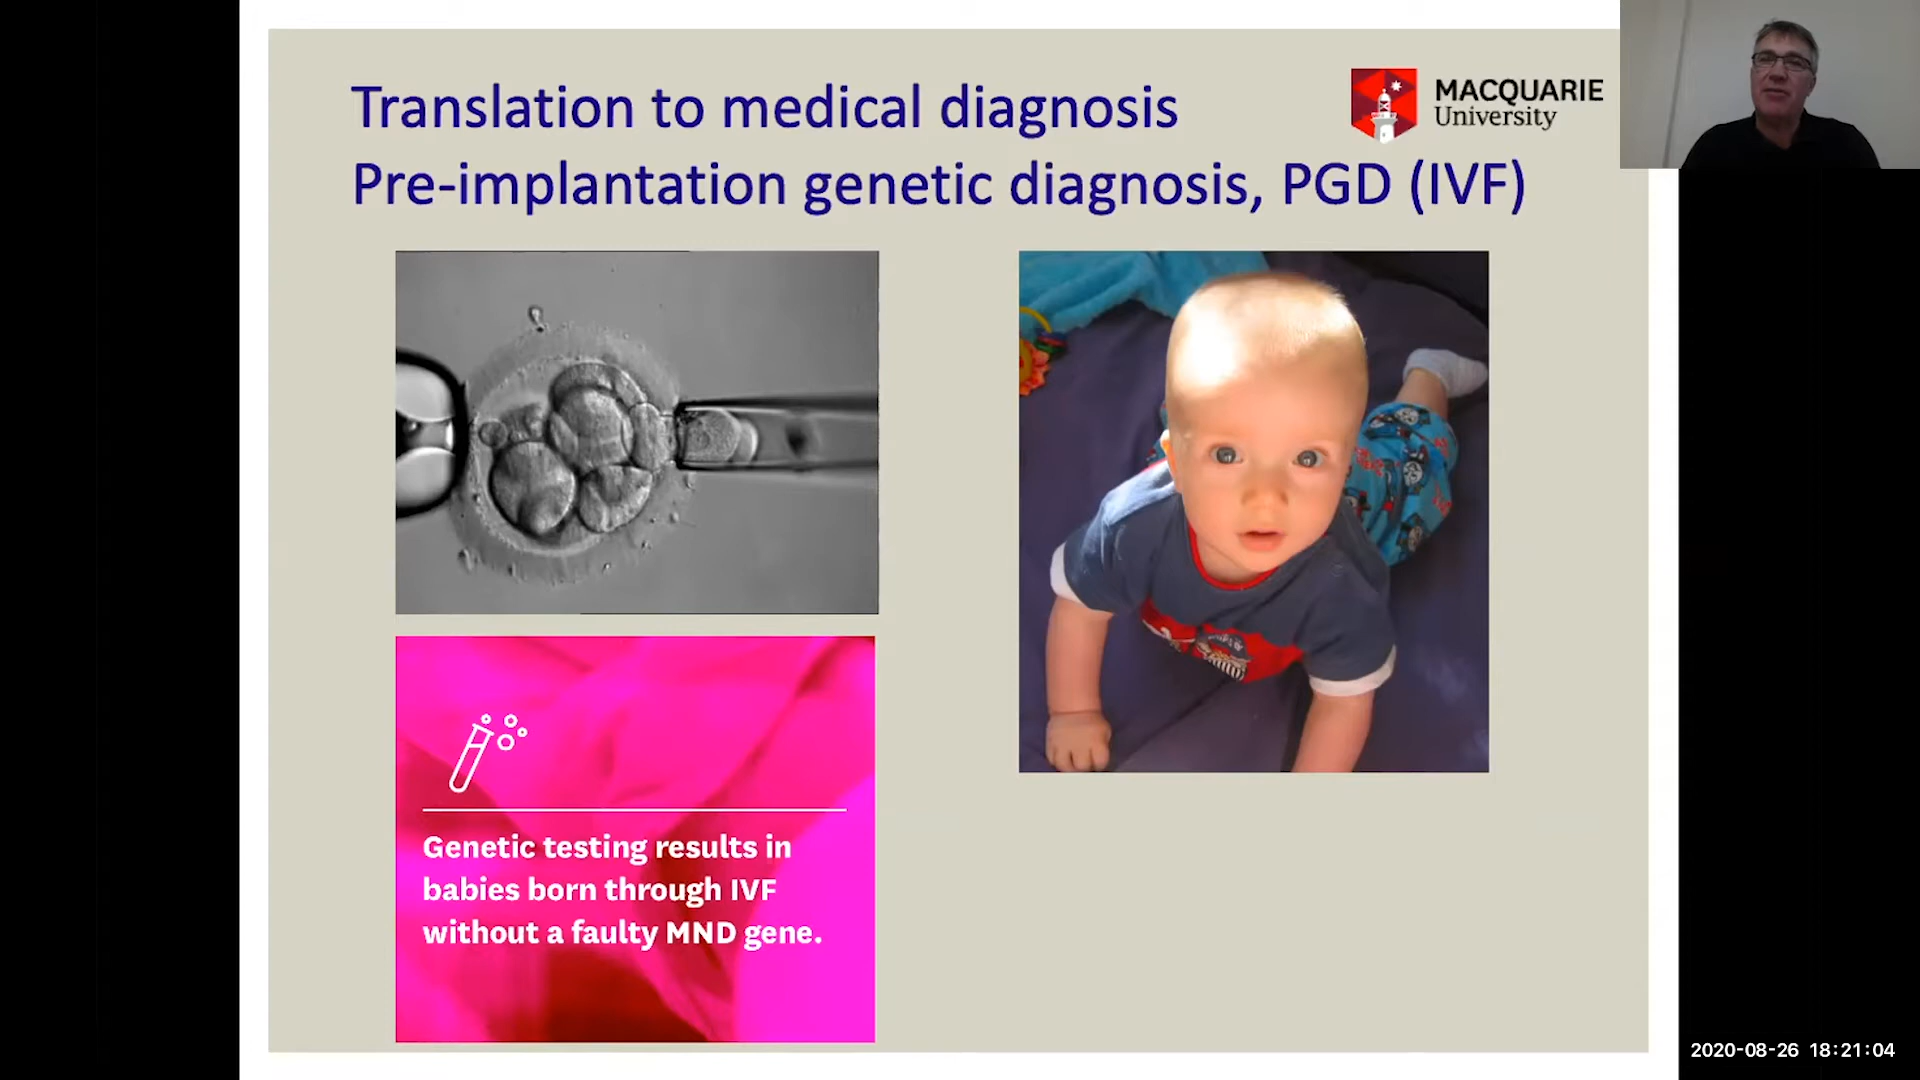 Translation to medical diagnosis
Pre-implantation genetic diagnosis, PGD (IVF)
MACQUARIE
University
Genetic testing results in
babies born through IVF
without a faulty MND gene.
2020-08-26 18:21:04